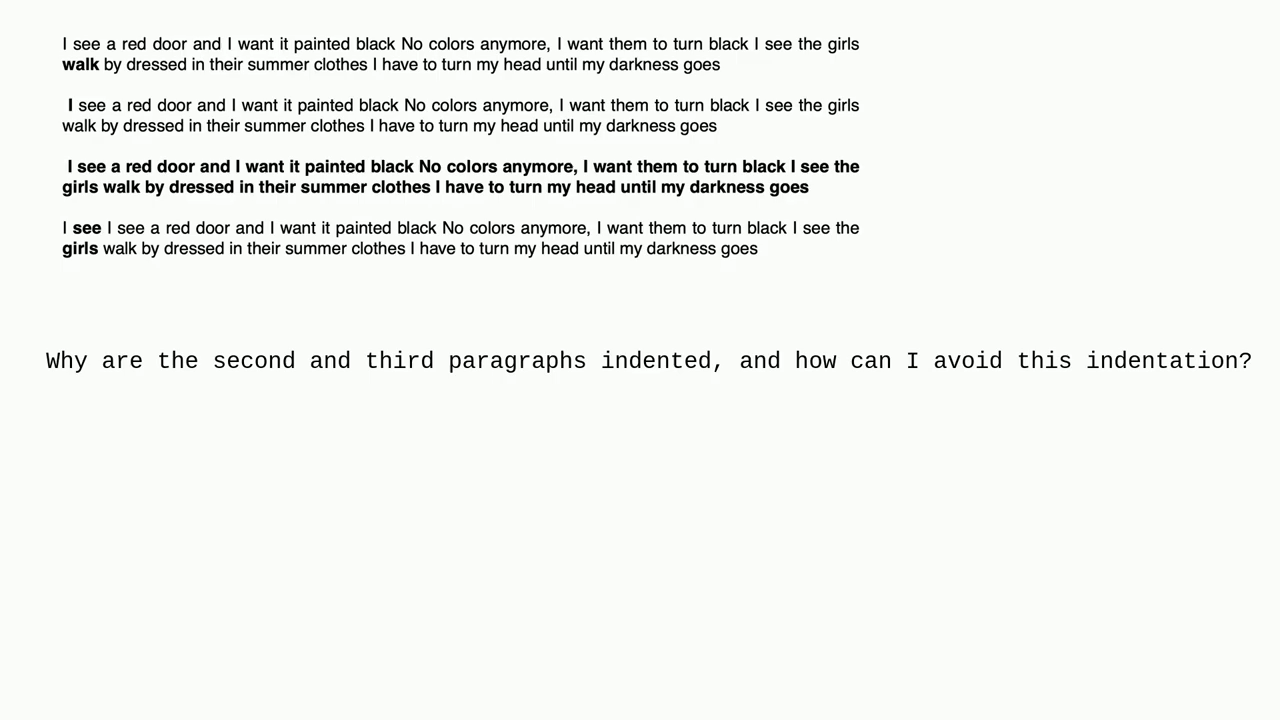 I see a red door and I want it painted black No colors anymore, I want them to turn black I see the girls
walk by dressed in their summer clothes I have to turn my head until my darkness goes
I see a red door and I want it painted black No colors anymore, I want them to turn black I see the girls
walk by dressed in their summer clothes I have to turn my head until my darkness goes
I see a red door and I want it painted black No colors anymore, I want them to turn black I see the
girls walk by dressed in their summer clothes I have to turn my head until my darkness goes
I see I see a red door and I want it painted black No colors anymore, I want them to turn black I see the
girls walk by dressed in their summer clothes I have to turn my head until my darkness goes
Why are the second and third paragraphs indented, and how can I avoid this indentation?